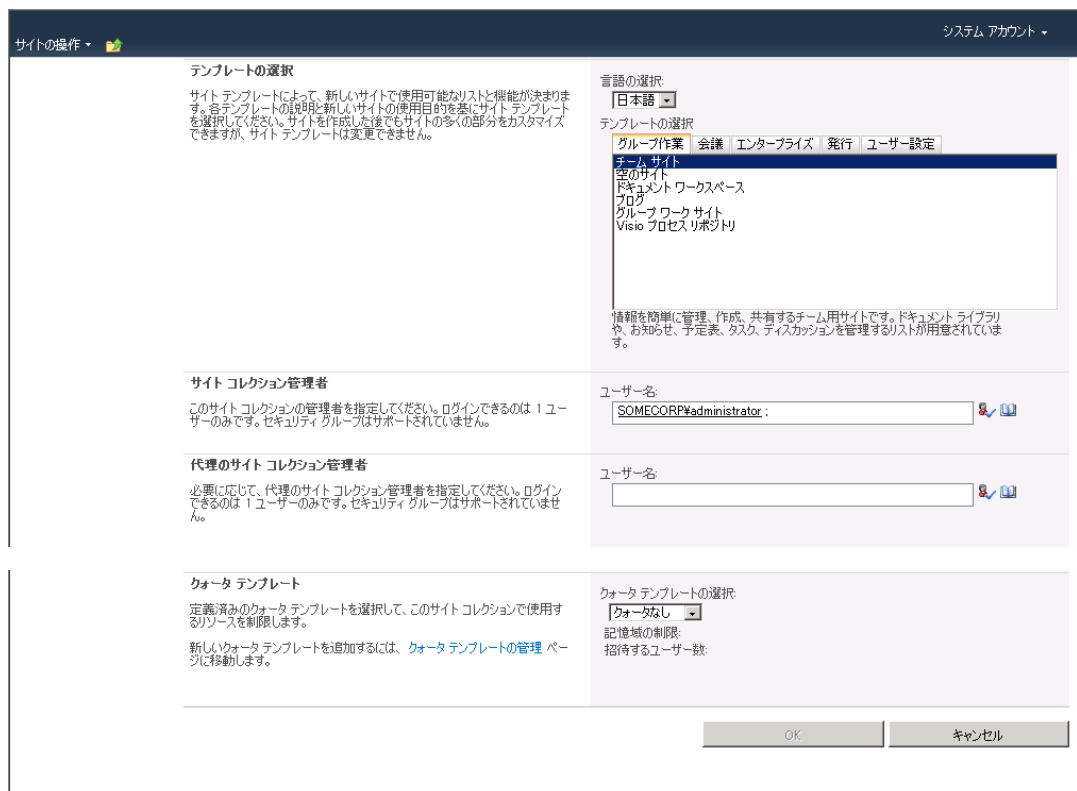 システム アカウント
サイトの操作
テンプレートの選択
サイト テンプレートによって、新しいサイトで使用可能なリストと機能が決まりま
す。各テンプレートの説明と新しいサイトの使用目的を基にサイト テンプレート
を選択してください。サイトを作成した後でもサイトの多くの部分をカスタマイズ
できますが、サイト テンプレートは変更できません。
言語の選択:
日本語
テンプレートの選択
グループ作業 会議 エンタープライズ 発行 ユーザー設定
チーム サイト
空のサイト
ドキュメント ワークスペース
ブログ
グループ ワーク サイト
Visio プロセス リポジトリ
情報を簡単に管理、作成、共有するチーム用サイトです。ドキュメント ライブラリ
や、お知らせ、予定表、タスク、ディスカッションを管理するリストが用意されていま
す。
サイト コレクション管理者
このサイト コレクションの管理者を指定してください。ログインできるのは 1 ユー
ザーのみです。セキュリティ グループはサポートされていません。
ユーザー名:
SOMECORP¥administrator ;
代理のサイト コレクション管理者
必要に応じて、代理のサイト コレクション管理者を指定してください。ログイン
できるのは 1 ユーザーのみです。セキュリティ グループはサポートされていませ
ん。
ユーザー名:
クォータ テンプレート
定義済みのクォータ テンプレートを選択して、このサイト コレクションで使用す
るリソースを制限します。
新しいクォータ テンプレートを追加するには、クォータ テンプレートの管理 ペー
ジに移動します。
クォータ テンプレートの選択:
クォータなし
記憶域の制限:
招待するユーザー数:
OK
キャンセル